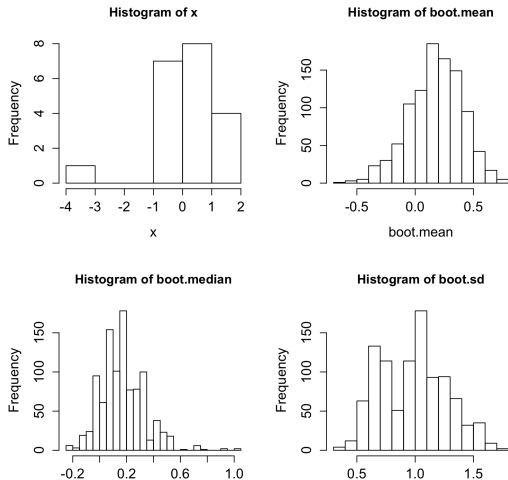 Histogram of x
Frequency
0 2 4 6 8
-4 -3 -2 -1 0 1 2
x
Histogram of boot.mean
Frequency
0 50 100 150
-0.5 0.0 0.5
boot.mean
Histogram of boot.median
Frequency
0 50 100 150
-0.2 0.2 0.6 1.0
Histogram of boot.sd
Frequency
0 50 100 150
0.5 1.0 1.5